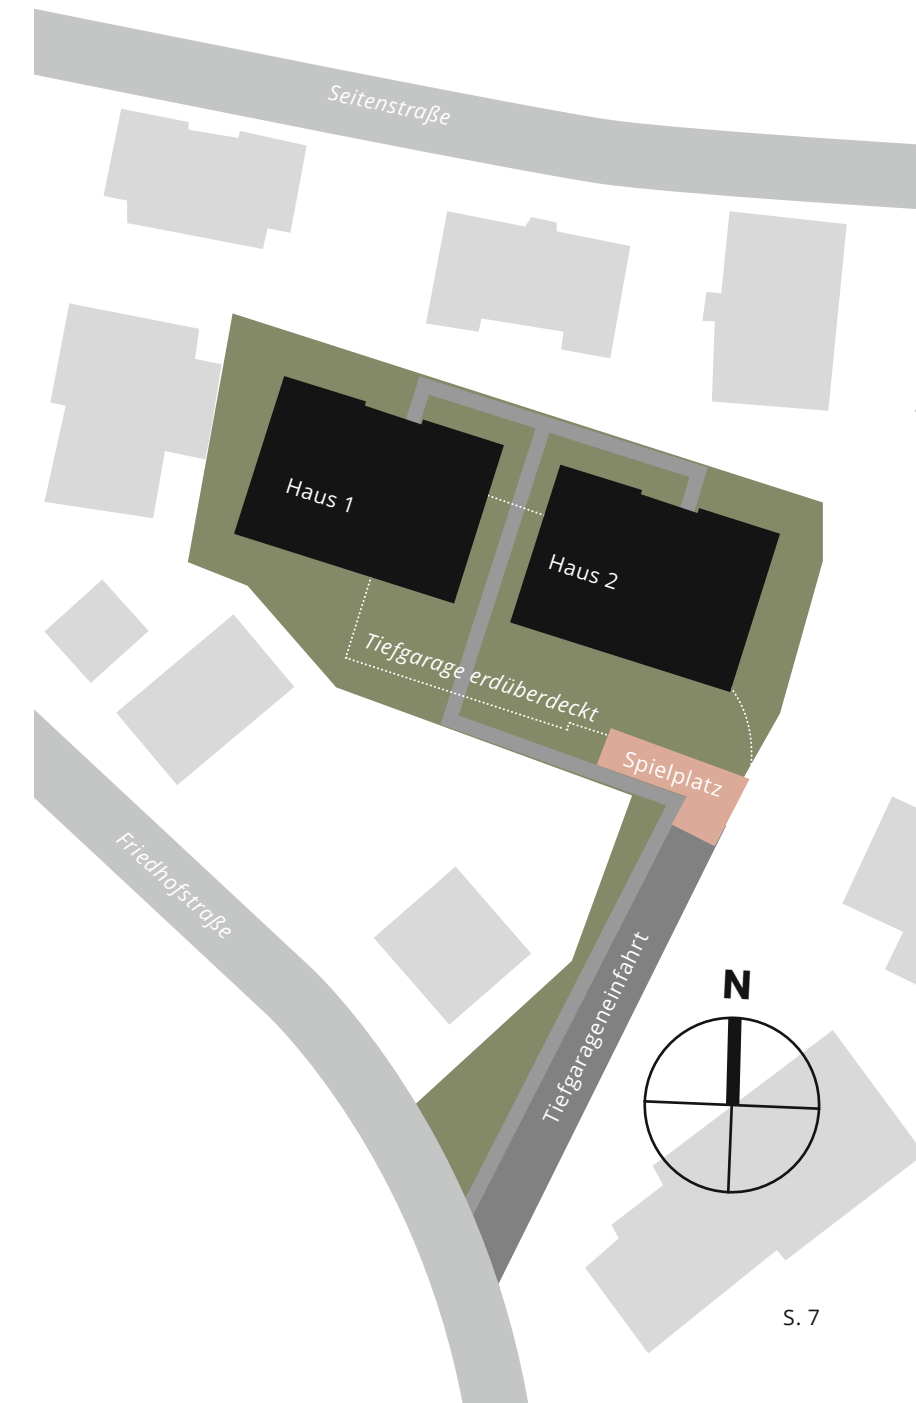 Seitenstraße
Haus 1
Haus 2
Tiefgarage erdüberdeckt
Spielplatz
Friedhofstraße
Tiefgarageneinfahrt
N
S. 7